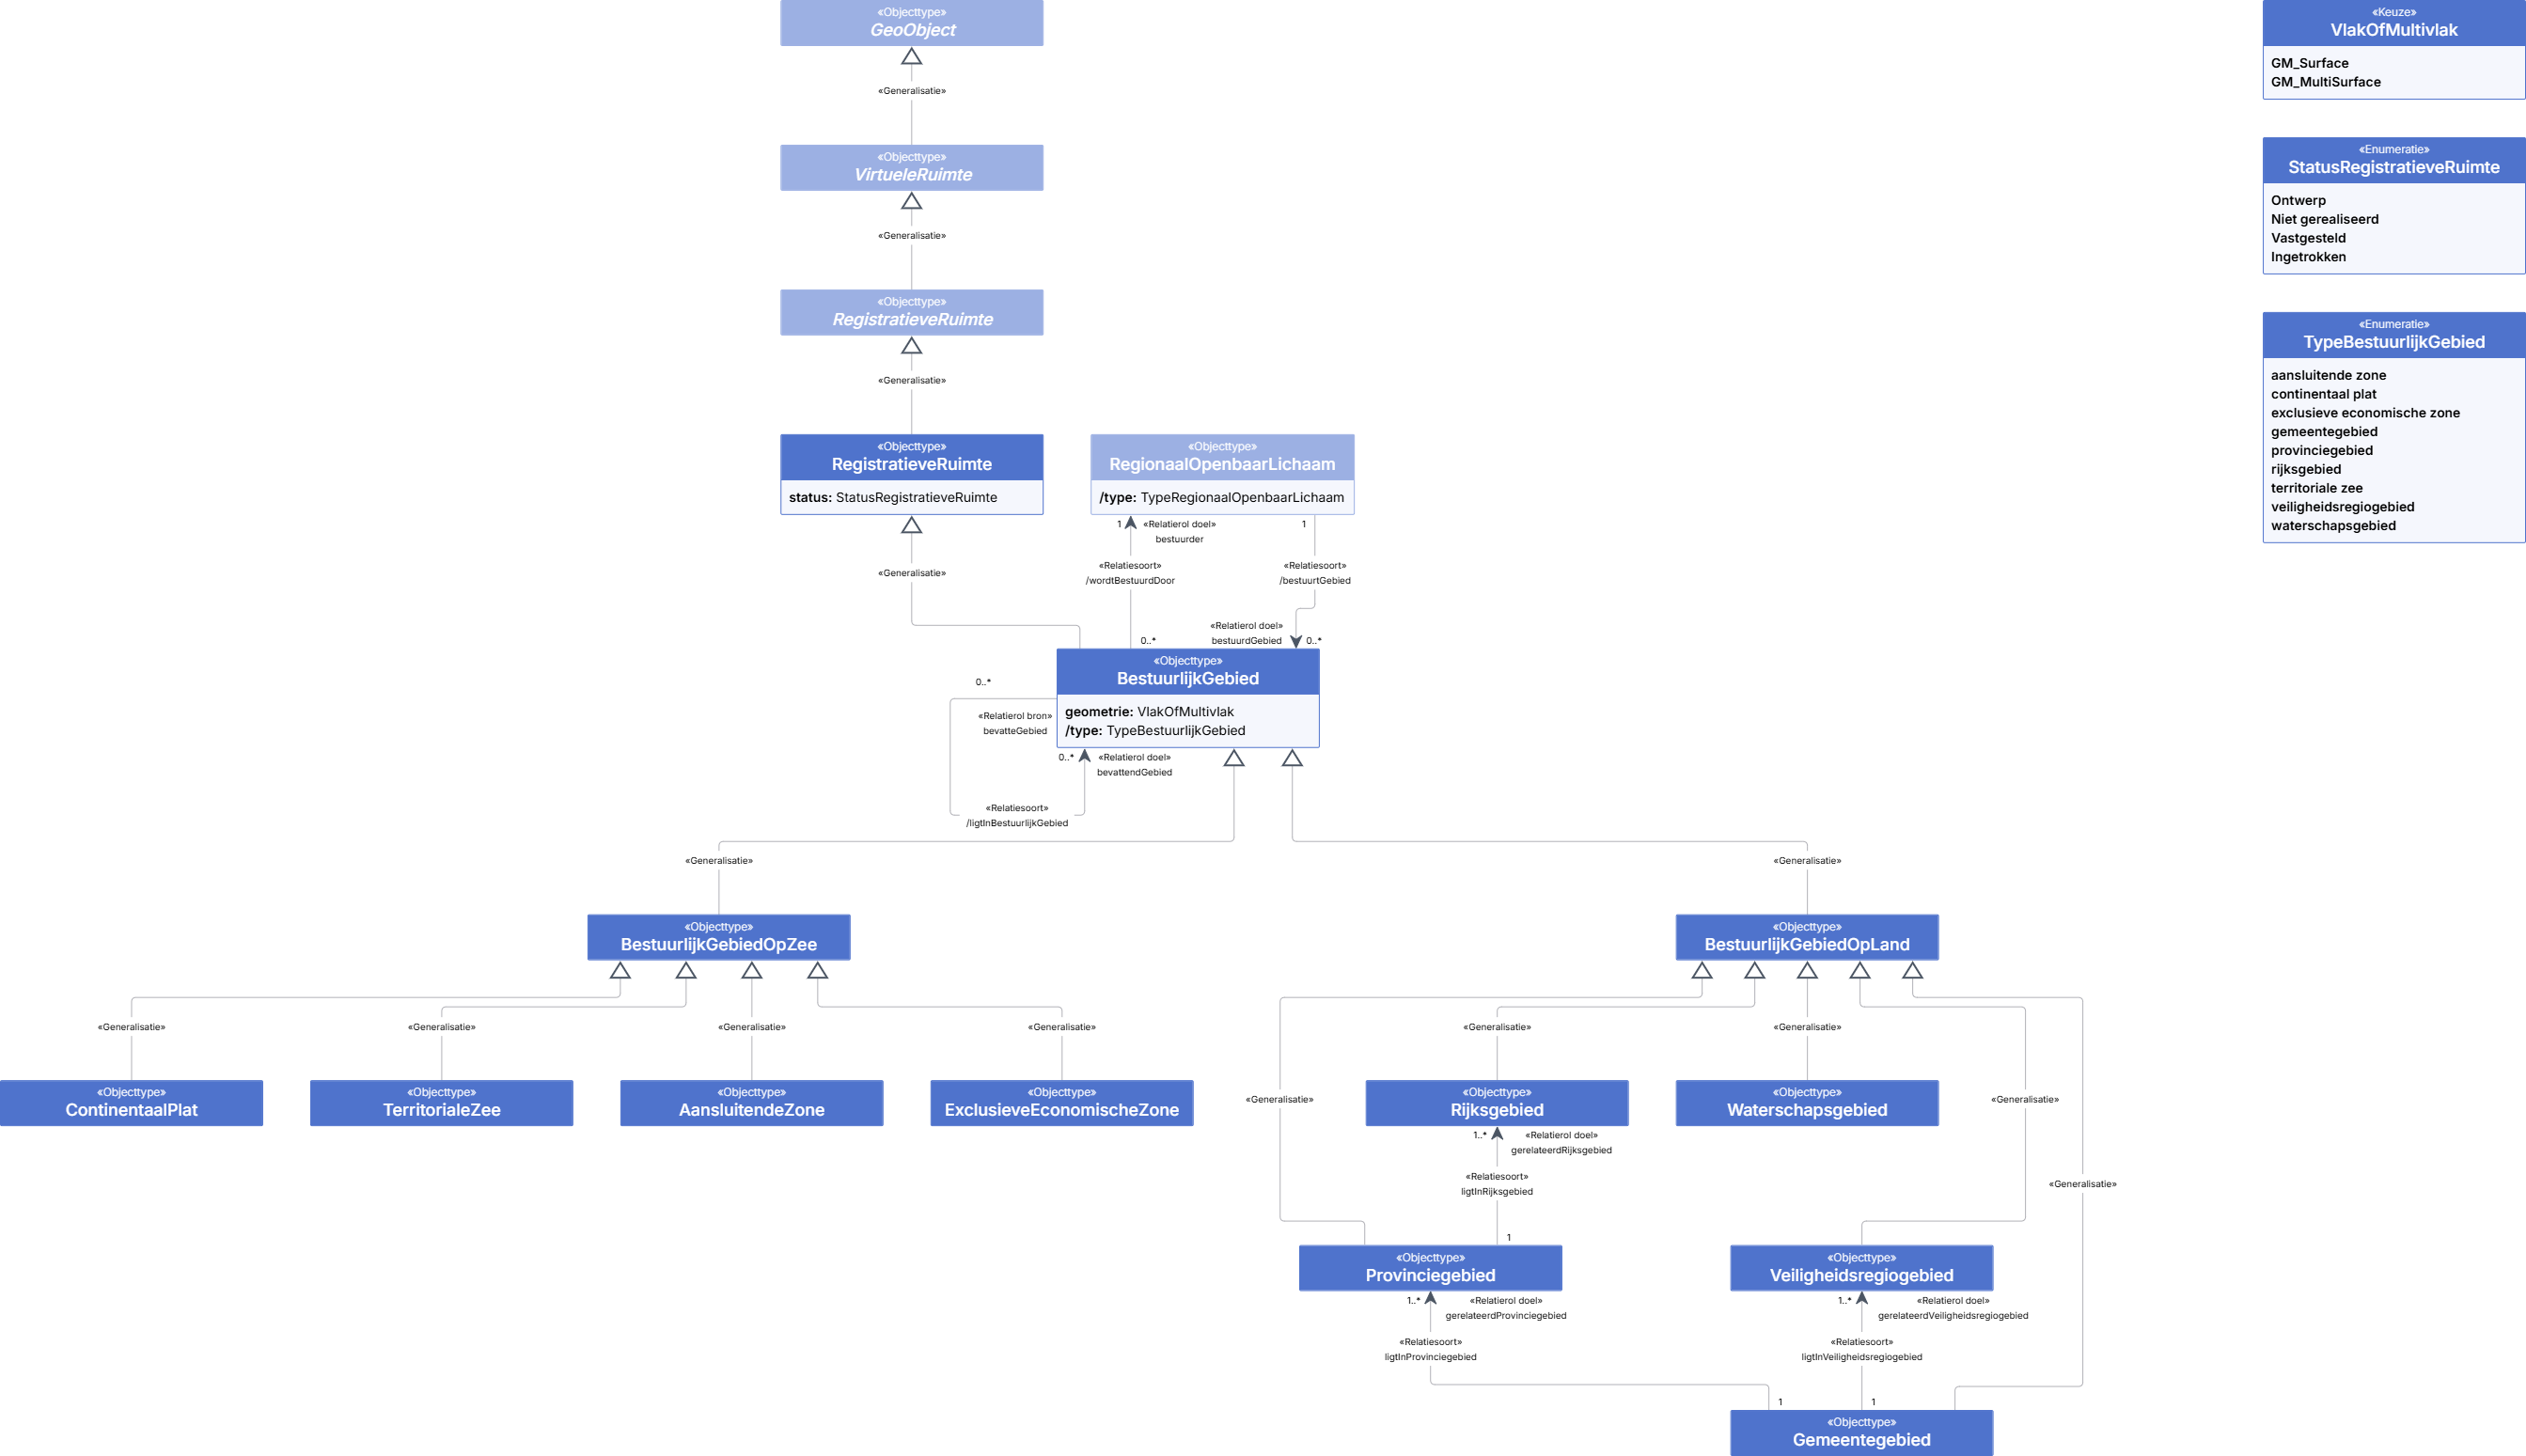 «Objecttype»
GeoObject
«Generalisatie»
«Objecttype»
VirtueleRuimte
«Generalisatie»
«Objecttype»
RegistratieveRuimte
«Generalisatie»
«Objecttype»
RegistratieveRuimte
status: StatusRegistratieveRuimte
«Objecttype»
RegionaalOpenbaarLichaam
/type: TypeRegionaalOpenbaarLichaam
1
«Relatierol doel»
bestuurder
1
«Generalisatie»
«Relatiesoort»
/wordtBestuurdDoor
«Relatiesoort»
/bestuurtGebied
0..*
«Relatierol doel»
bestuurdGebied
0..*
«Objecttype»
BestuurlijkGebied
geometrie: VlakOfMultivlak
/type: TypeBestuurlijkGebied
0..*
«Relatierol bron»
bevatteGebied
0..*
«Relatierol doel»
bevattendGebied
«Relatiesoort»
/ligtInBestuurlijkGebied
«Generalisatie»
«Generalisatie»
«Objecttype»
BestuurlijkGebiedOpZee
«Objecttype»
BestuurlijkGebiedOpLand
«Generalisatie»
«Generalisatie»
«Generalisatie»
«Generalisatie»
«Generalisatie»
«Generalisatie»
«Objecttype»
ContinentaalPlat
«Objecttype»
TerritorialeZee
«Objecttype»
AansluitendeZone
«Objecttype»
ExclusieveEconomischeZone
«Generalisatie»
«Objecttype»
Rijksgebied
«Objecttype»
Waterschapsgebied
«Generalisatie»
1..*
«Relatierol doel»
gerelateerdRijksgebied
«Relatiesoort»
ligtInRijksgebied
1
«Generalisatie»
«Objecttype»
Provinciegebied
«Objecttype»
Veiligheidsregiogebied
1..*
«Relatierol doel»
gerelateerdProvinciegebied
1..*
«Relatierol doel»
gerelateerdVeiligheidsregiogebied
«Relatiesoort»
ligtInProvinciegebied
«Relatiesoort»
ligtInVeiligheidsregiogebied
1
1
«Objecttype»
Gemeentegebied
«Keuze»
VlakOfMultivlak
GM_Surface
GM_MultiSurface
«Enumeratie»
StatusRegistratieveRuimte
Ontwerp
Niet gerealiseerd
Vastgesteld
Ingetrokken
«Enumeratie»
TypeBestuurlijkGebied
aansluitende zone
continentaal plat
exclusieve economische zone
gemeentegebied
provinciegebied
rijksgebied
territoriale zee
veiligheidsregiogebied
waterschapsgebied